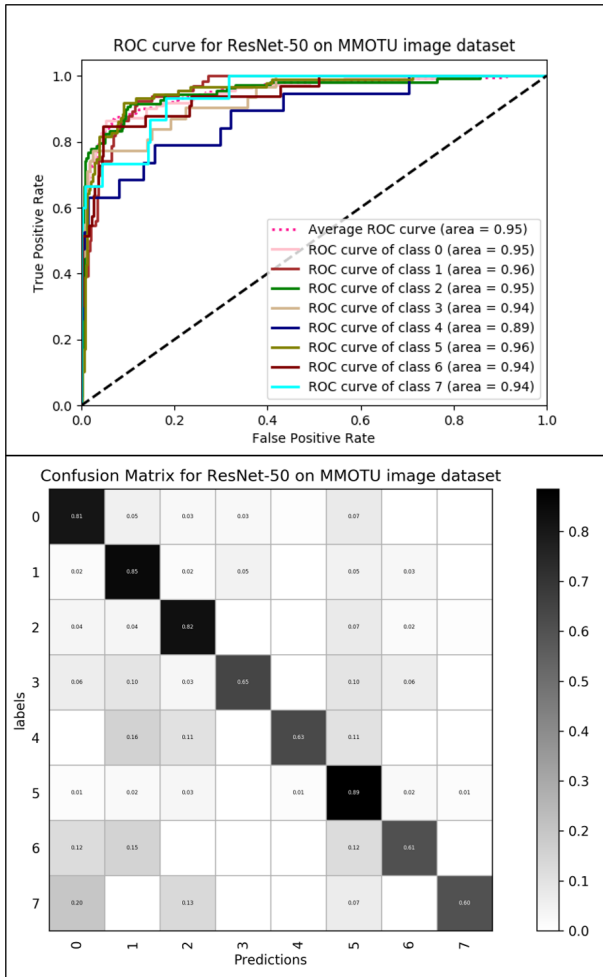 ROC curve for ResNet-50 on MMOTU image dataset
1.0
0.8
0.6
0.4
0.2
0.0
True Positive Rate
Average ROC curve (area = 0.95)
ROC curve of class 0 (area = 0.95)
ROC curve of class 1 (area = 0.96)
ROC curve of class 2 (area = 0.95)
ROC curve of class 3 (area = 0.94)
ROC curve of class 4 (area = 0.89)
ROC curve of class 5 (area = 0.96)
ROC curve of class 6 (area = 0.94)
ROC curve of class 7 (area = 0.94)
0.0 0.2 0.4 0.6 0.8 1.0
False Positive Rate
Confusion Matrix for ResNet-50 on MMOTU image dataset
0 0.81 0.05 0.03 0.03 0.07
1 0.02 0.85 0.02 0.05 0.05 0.03
2 0.04 0.04 0.82 0.07 0.02
3 0.06 0.10 0.03 0.65 0.10 0.06
4 0.16 0.11 0.63 0.11
5 0.01 0.02 0.03 0.01 0.89 0.02 0.01
6 0.12 0.15 0.12 0.61
7 0.20 0.13 0.07 0.60
labels
0 1 2 3 4 5 6 7
Predictions
0.8
0.7
0.6
0.5
0.4
0.3
0.2
0.1
0.0